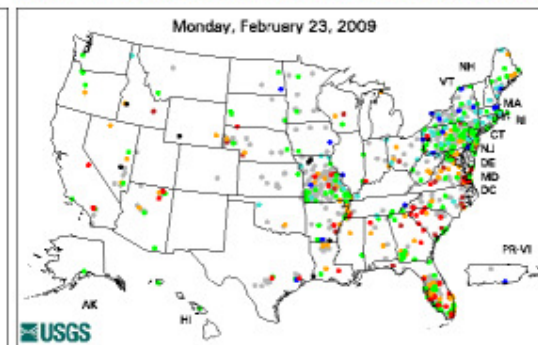 Monday, February 23, 2009
NH
VT
MA
RI
CT
NJ
DE
MD
DC
PR-VI
AK
HI
USGS